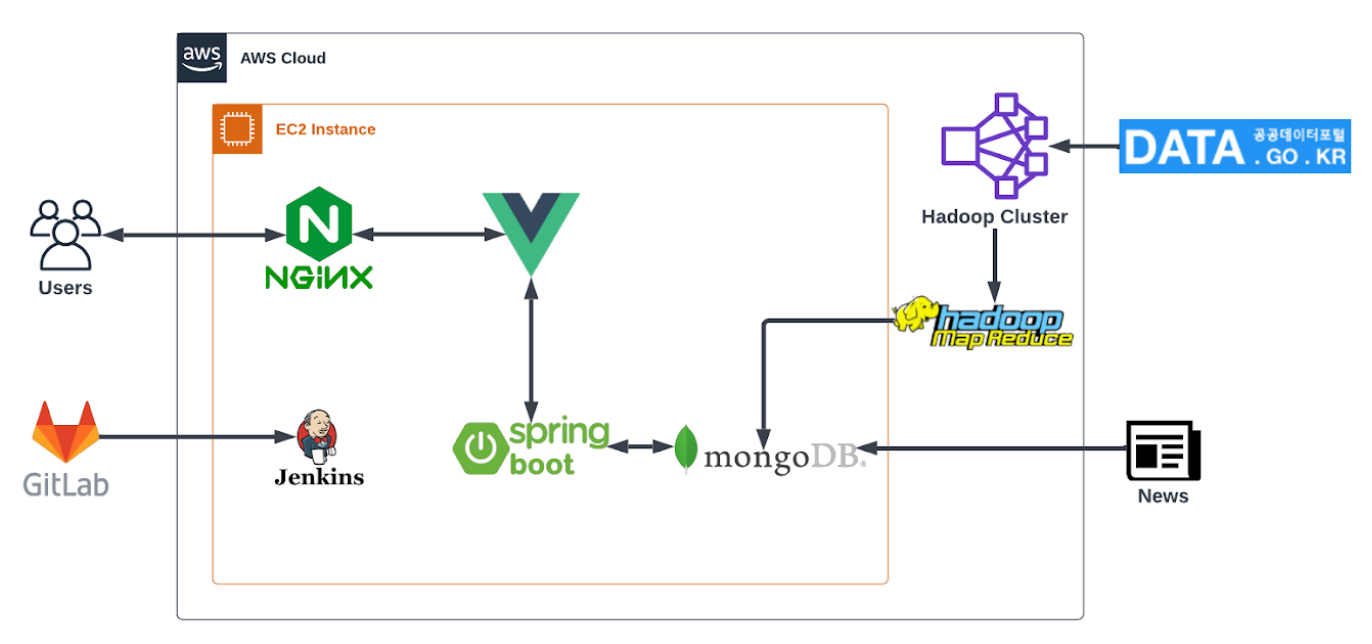 aws
AWS Cloud
EC2 Instance
공공데이터포털
DATA.GO.KR
Hadoop Cluster
N
NGiNX
Users
hadoop
Map Reduce
GitLab
Jenkins
spring
boot
mongoDB®
News